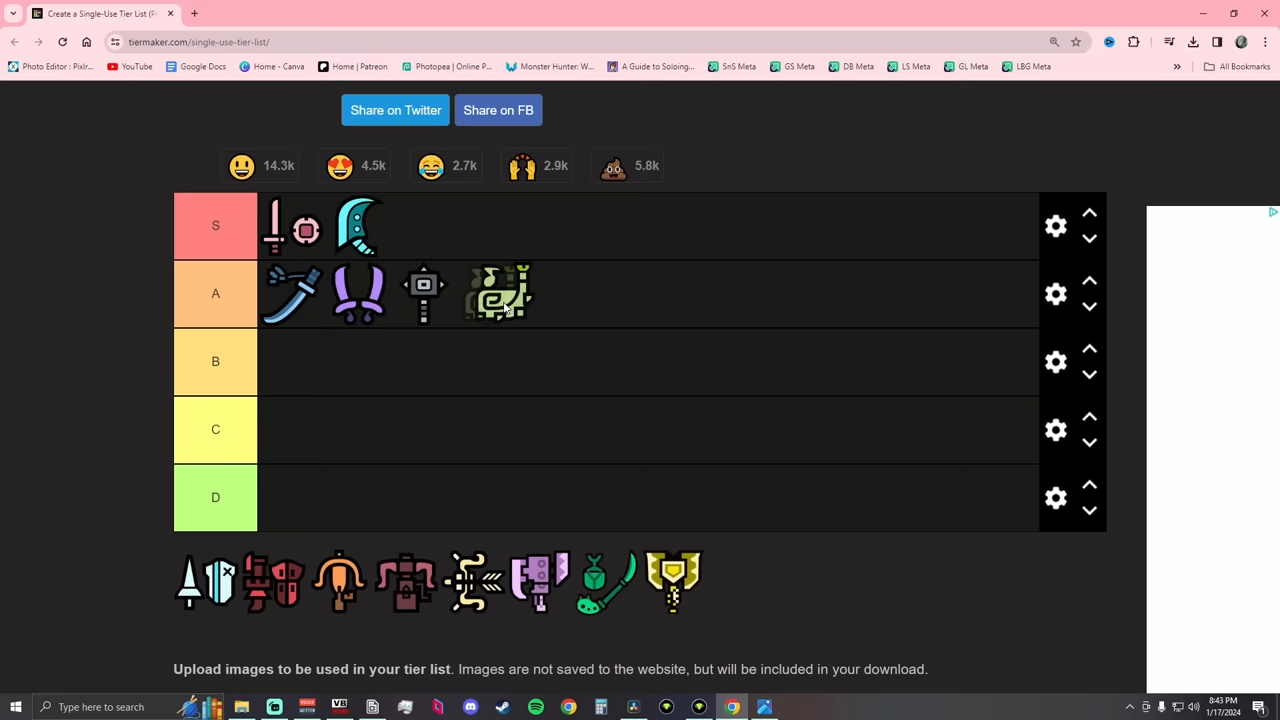 Create a Single-Use Tier List (Pr
tiermaker.com/single-use-tier-list/
Photo Editor : Pixlr...
YouTube
Google Docs
Home - Canva
Home | Patreon
Photopea | Online P...
Monster Hunter: W...
A Guide to Soloing...
SnS Meta
GS Meta
DB Meta
LS Meta
GL Meta
LBG Meta
»
All Bookmarks
Share on Twitter
Share on FB
14.3k
4.5k
2.7k
2.9k
5.8k
S
A
B
C
D
Upload images to be used in your tier list. Images are not saved to the website, but will be included in your download.
Type here to search
VB
8:43 PM
1/17/2024